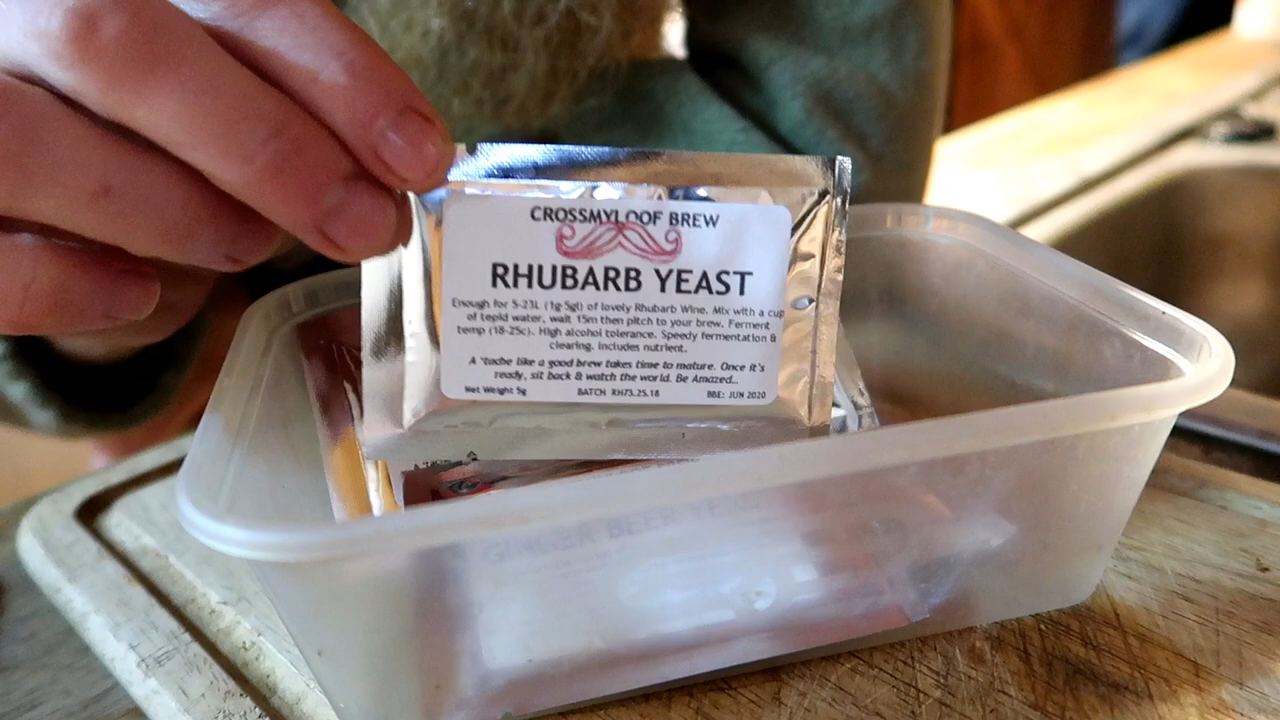 CROSSMYLOOF BREW
RHUBARB YEAST
Enough for 5-23L (1g-5gl) of lovely Rhubarb Wine. Mix with a cup
of tepid water, wait 15m then pitch to your brew. Ferment
temp (18-25c). High alcohol tolerance. Speedy fermentation &
clearing. Includes nutrient.
A 'tache like a good brew takes time to mature. Once it's
ready, sit back & watch the world. Be Amazed...
Net Weight 5g BATCH RH73.25.18 BBE: JUN 2020
GINGER BEER YEAST